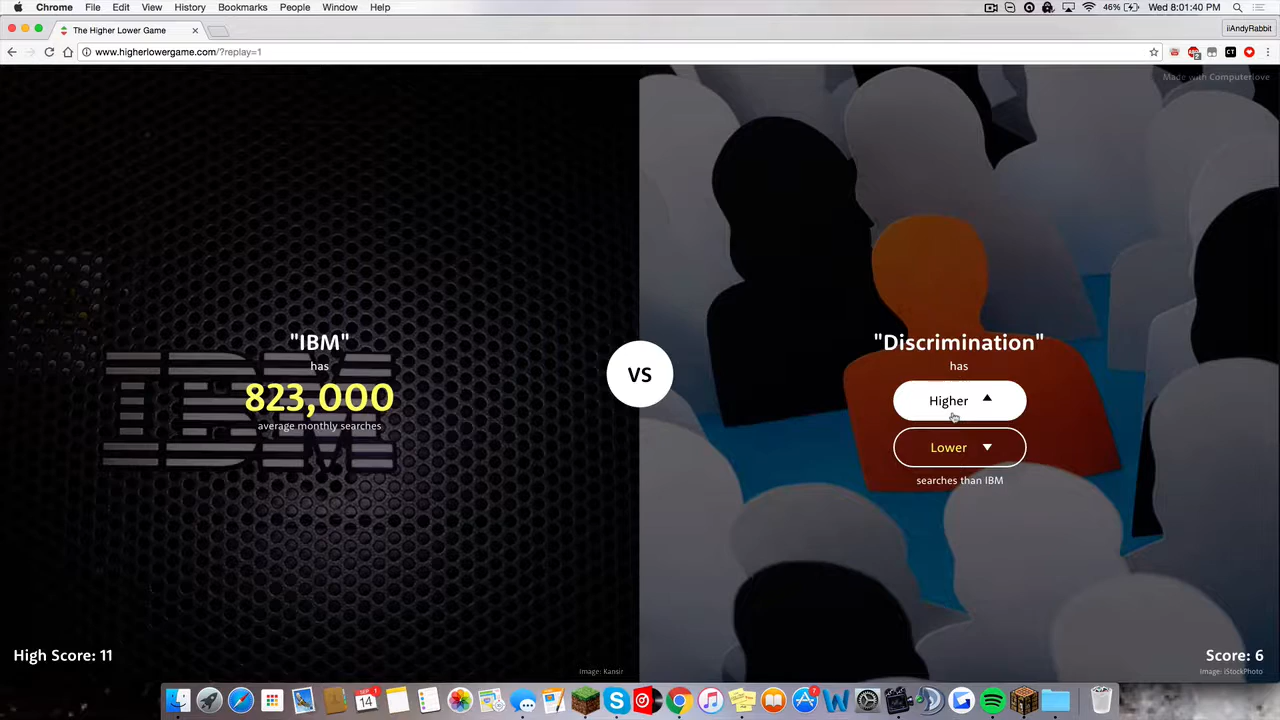 Chrome File Edit View History Bookmarks People Window Help
46% Wed 8:01:40 PM
The Higher Lower Game
iiAndyRabbit
www.higherlowergame.com/?replay=1
Made with Computerlove
"IBM"
has
823,000
average monthly searches
VS
"Discrimination"
has
Higher
Lower
searches than IBM
IBM
High Score: 11
Score: 6
Image: Kansir
Image: iStockPhoto